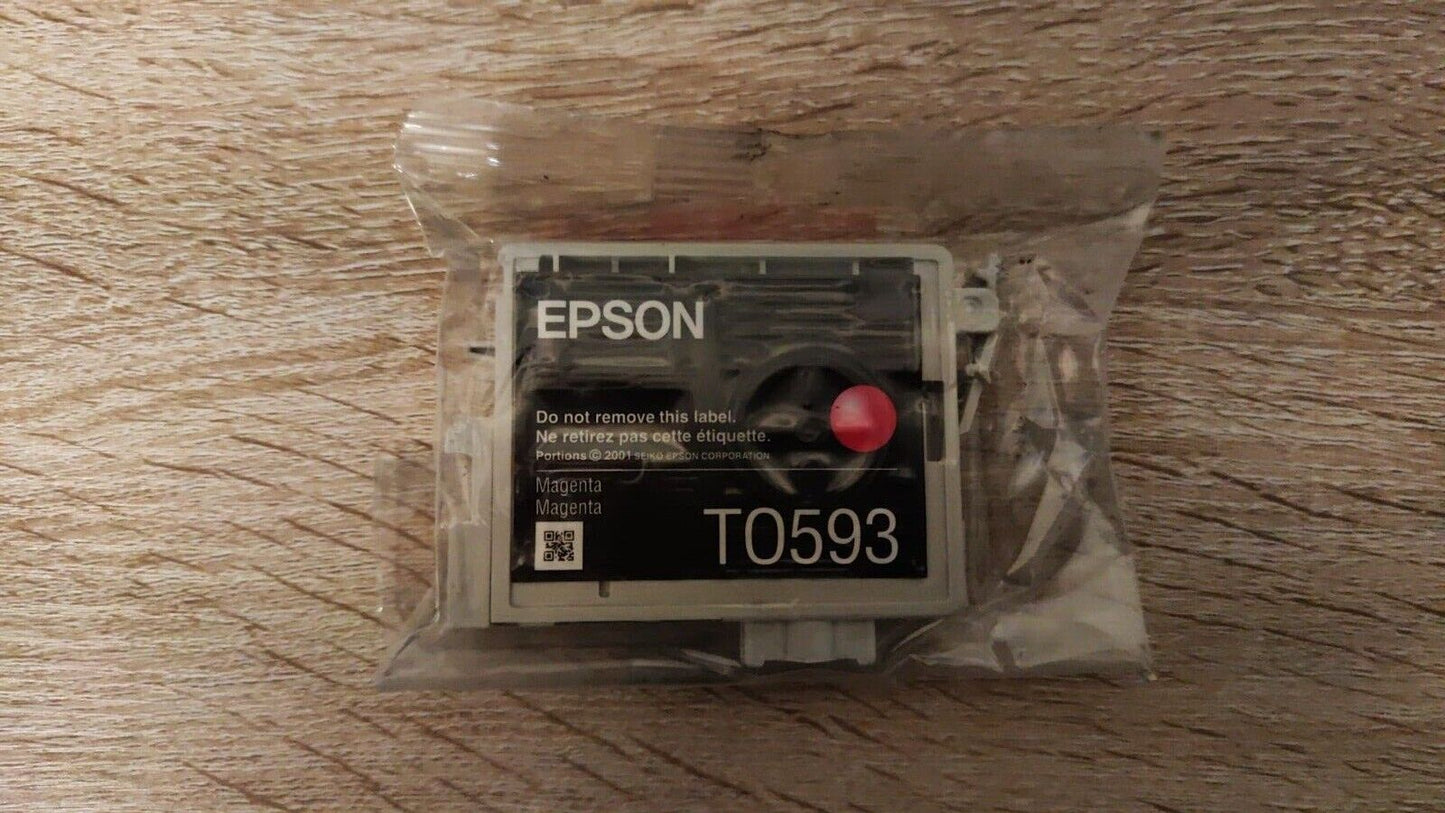 EPSON
Do not remove this label.
Ne retirez pas cette étiquette.
Portions © 2001 SEIKO EPSON CORPORATION
Magenta
Magenta
T0593